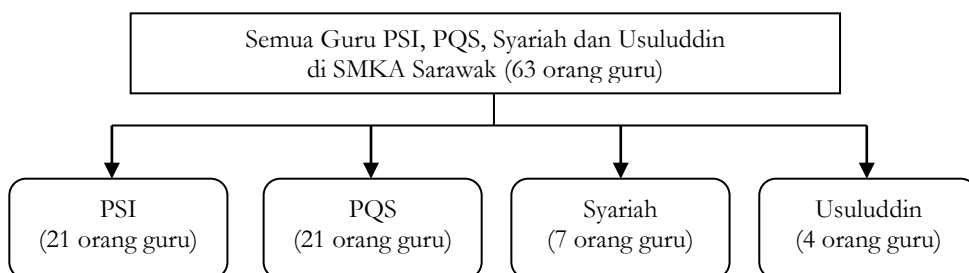 Semua Guru PSI, PQS, Syariah dan Usuluddin
di SMKA Sarawak (63 orang guru)
PSI
(21 orang guru)
PQS
(21 orang guru)
Syariah
(7 orang guru)
Usuluddin
(4 orang guru)